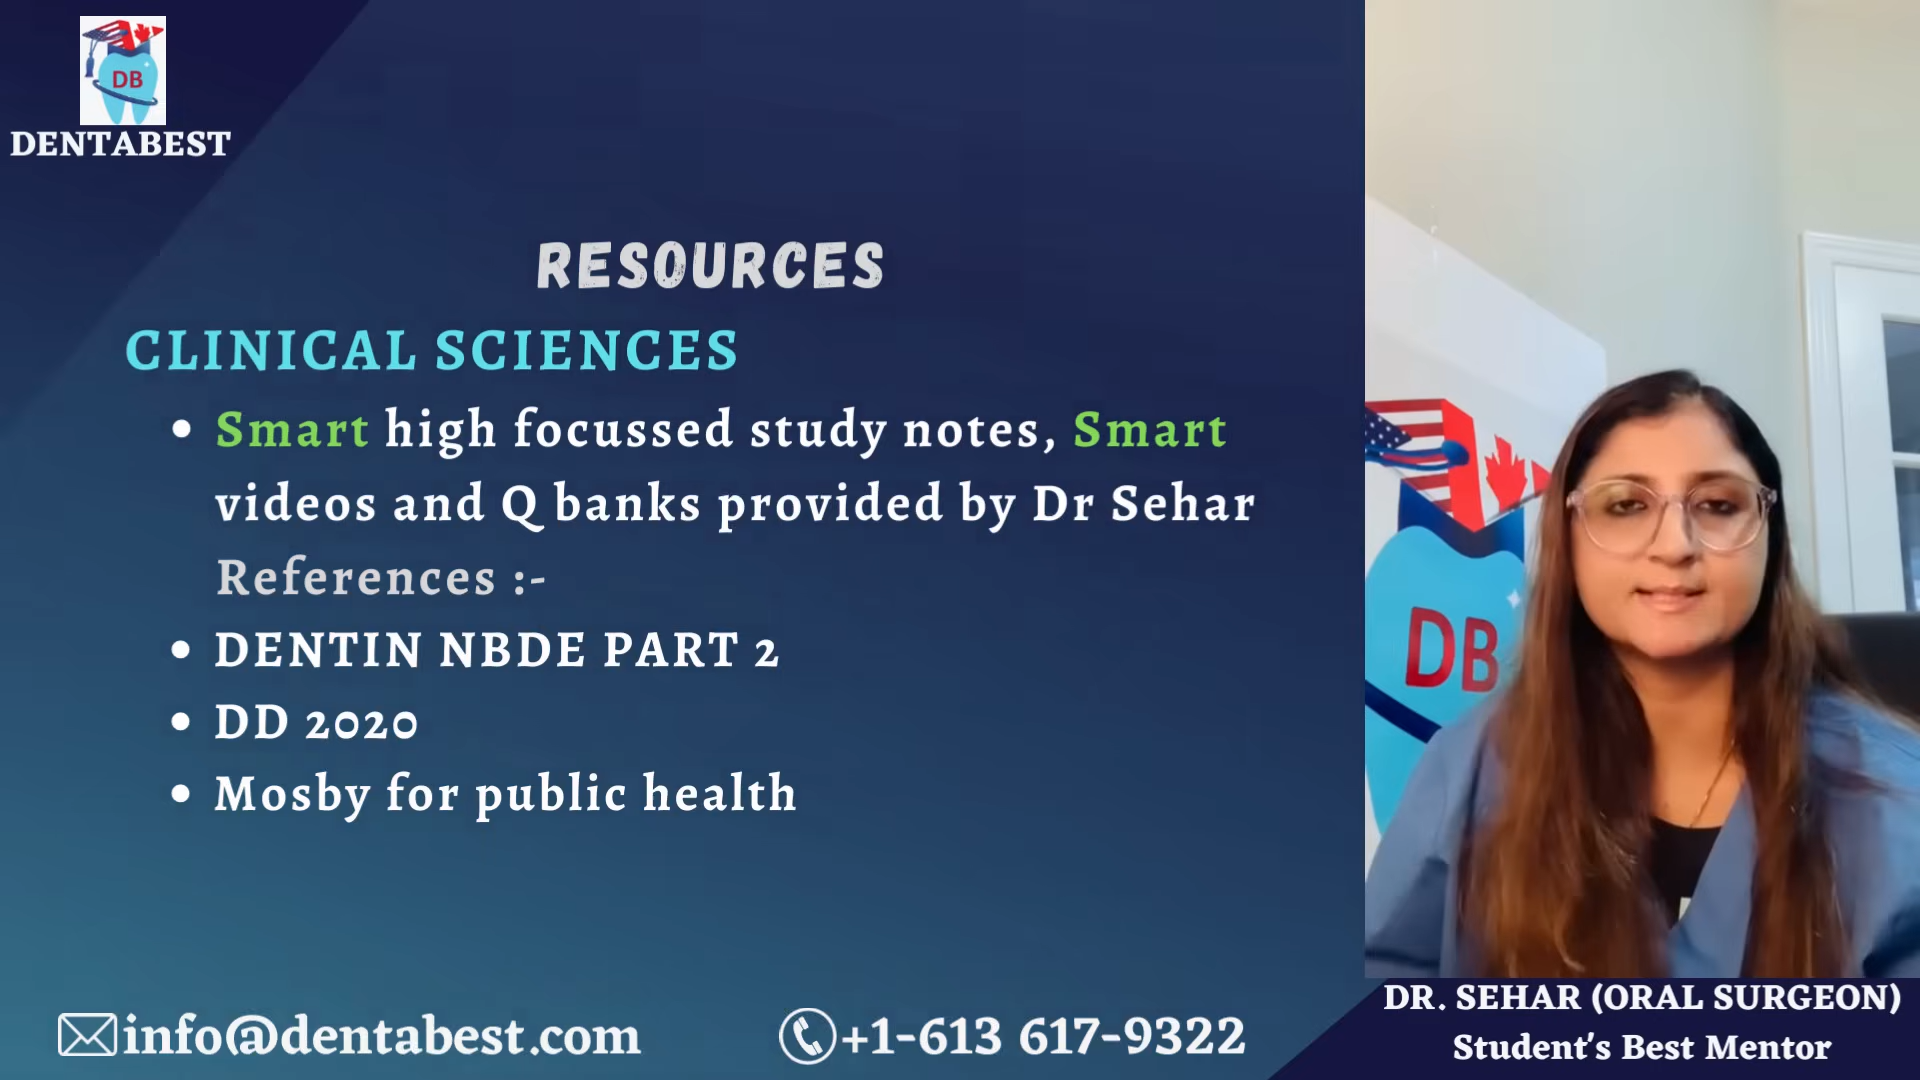 DB
DENTABEST
RESOURCES
CLINICAL SCIENCES
• Smart high focussed study notes, Smart
videos and Q banks provided by Dr Sehar
References :-
• DENTIN NBDE PART 2
• DD 2020
• Mosby for public health
info@dentabest.com
+1-613 617-9322
DB
DR. SEHAR (ORAL SURGEON)
Student's Best Mentor